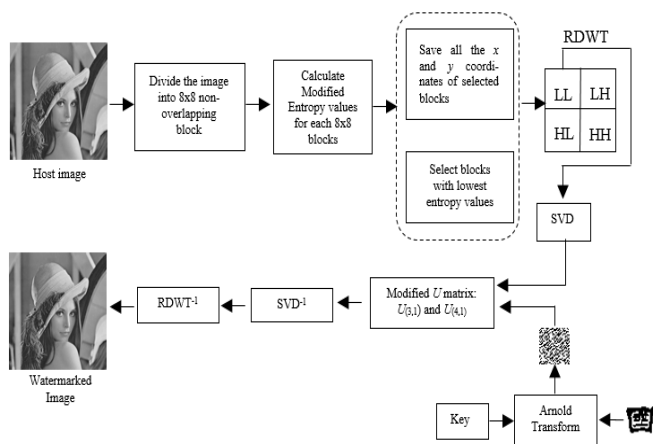 RDWT
Divide the image
into 8x8 non-
overlapping
block
Calculate
Modified
Entropy values
for each 8x8
blocks
Save all the x
and y coordi-
nates of selected
blocks
LL LH
HL HH
Host image
Select blocks
with lowest
entropy values
SVD
RDWT-1
SVD-1
Modified U matrix:
U(3,1) and U(4,1)
Watermarked
Image
Key
Arnold
Transform